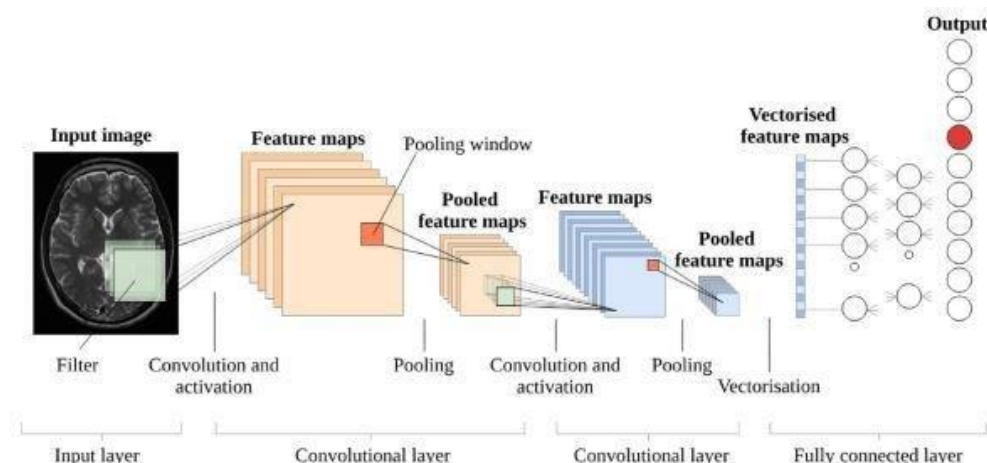 Output
Vectorised
feature maps
Input image
Feature maps
Pooling window
Pooled
feature maps
Feature maps
Pooled
feature maps
Filter
Convolution and
activation
Pooling
Convolution and
activation
Pooling
Vectorisation
Input layer
Convolutional layer
Convolutional layer
Fully connected layer